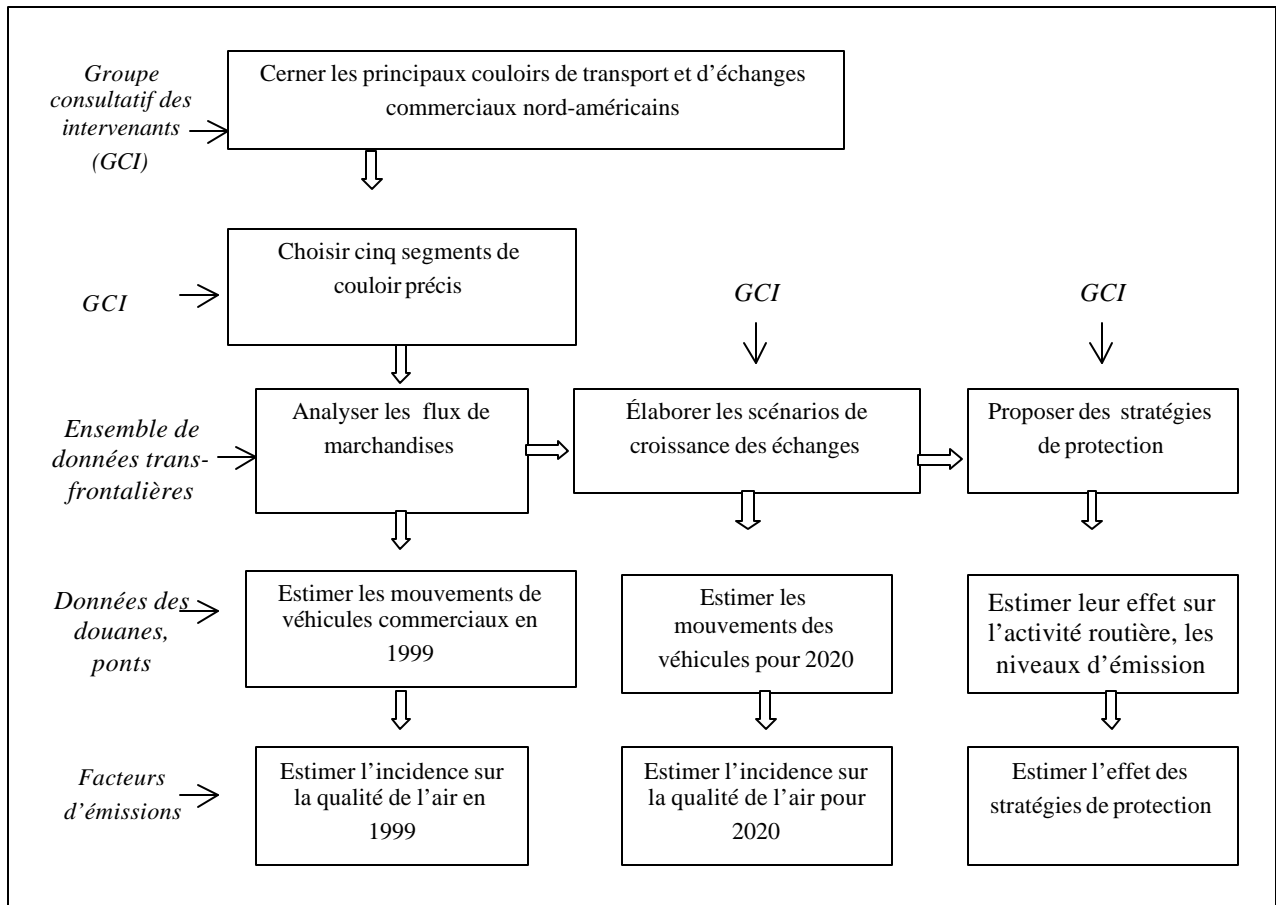 Groupe
consultatif des
intervenants
(GCI)
Cerner les principaux couloirs de transport et d’échanges
commerciaux nord-américains
GCI
Choisir cinq segments de
couloir précis
GCI
GCI
Ensemble de
données trans-
frontalières
Analyser les flux de
marchandises
Élaborer les scénarios de
croissance des échanges
Proposer des stratégies
de protection
Données des
douanes,
ponts
Estimer les mouvements de
véhicules commerciaux en
1999
Estimer les
mouvements des
véhicules pour 2020
Estimer leur effet sur
l’activité routière, les
niveaux d’émission
Facteurs
d’émissions
Estimer l’incidence sur
la qualité de l’air en
1999
Estimer l’incidence sur
la qualité de l’air pour
2020
Estimer l’effet des
stratégies de protection